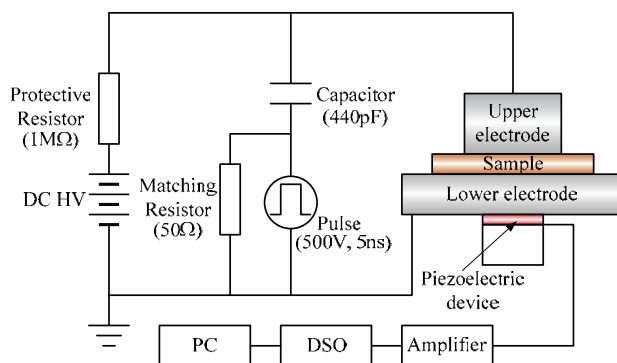 Protective
Resistor
(1MΩ)
DC HV
Matching
Resistor
(50Ω)
Capacitor
(440pF)
Pulse
(500V, 5ns)
Upper
electrode
Sample
Lower electrode
Piezoelectric
device
PC
DSO
Amplifier